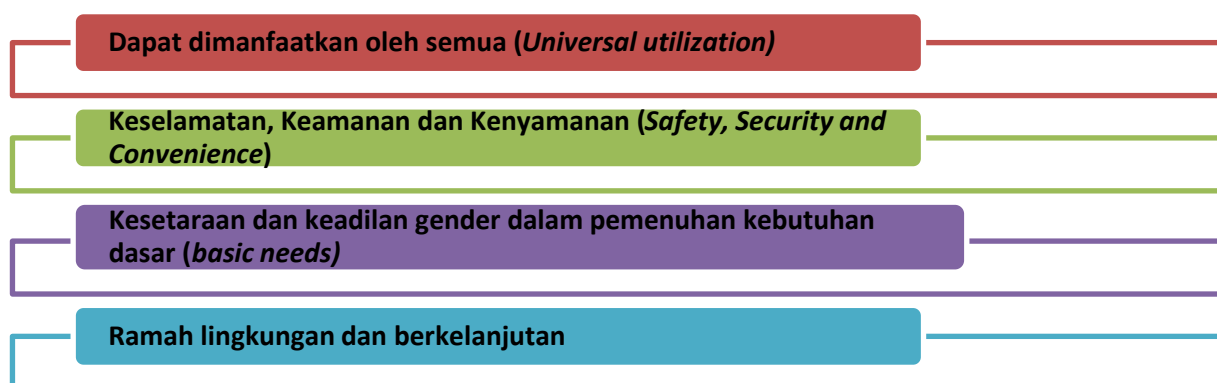 Dapat dimanfaatkan oleh semua (Universal utilization)
Keselamatan, Keamanan dan Kenyamanan (Safety, Security and
Convenience)
Kesetaraan dan keadilan gender dalam pemenuhan kebutuhan
dasar (basic needs)
Ramah lingkungan dan berkelanjutan